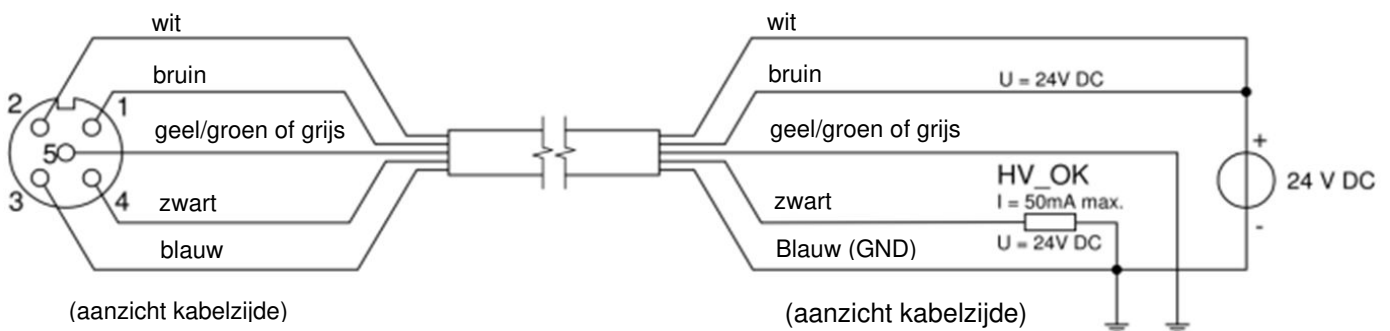 wit
bruin
2
1
geel/groen of grijs
5
3
4
zwart
blauw
(aanzicht kabelzijde)
wit
bruin
U = 24V DC
geel/groen of grijs
+
HV_OK
24 V DC
I = 50mA max.
zwart
U = 24V DC
-
Blauw (GND)
(aanzicht kabelzijde)